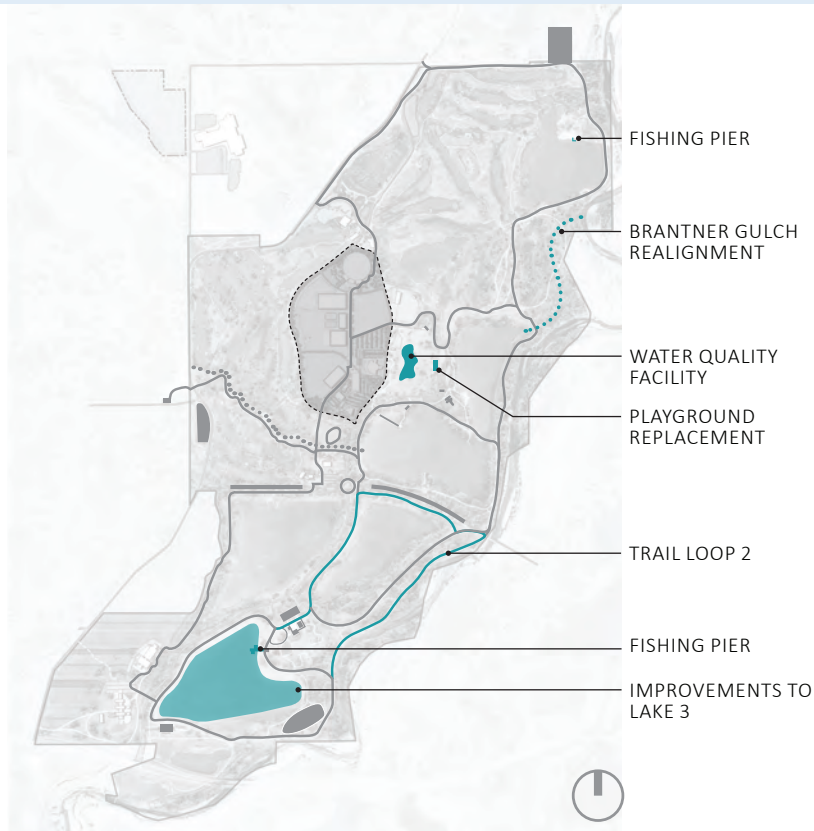 FISHING PIER
BRANTNER GULCH
REALIGNMENT
WATER QUALITY
FACILITY
PLAYGROUND
REPLACEMENT
TRAIL LOOP 2
FISHING PIER
IMPROVEMENTS TO
LAKE 3